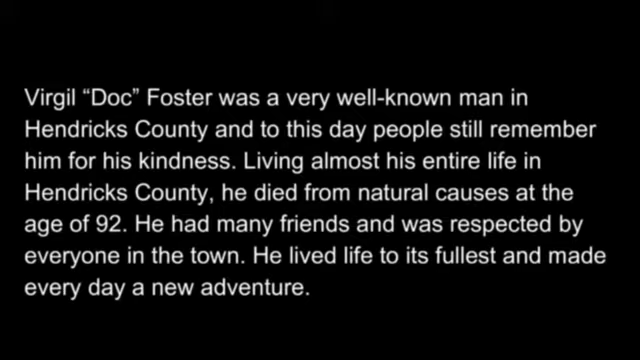 Virgil “Doc” Foster was a very well-known man in
Hendricks County and to this day people still remember
him for his kindness. Living almost his entire life in
Hendricks County, he died from natural causes at the
age of 92. He had many friends and was respected by
everyone in the town. He lived life to its fullest and made
every day a new adventure.